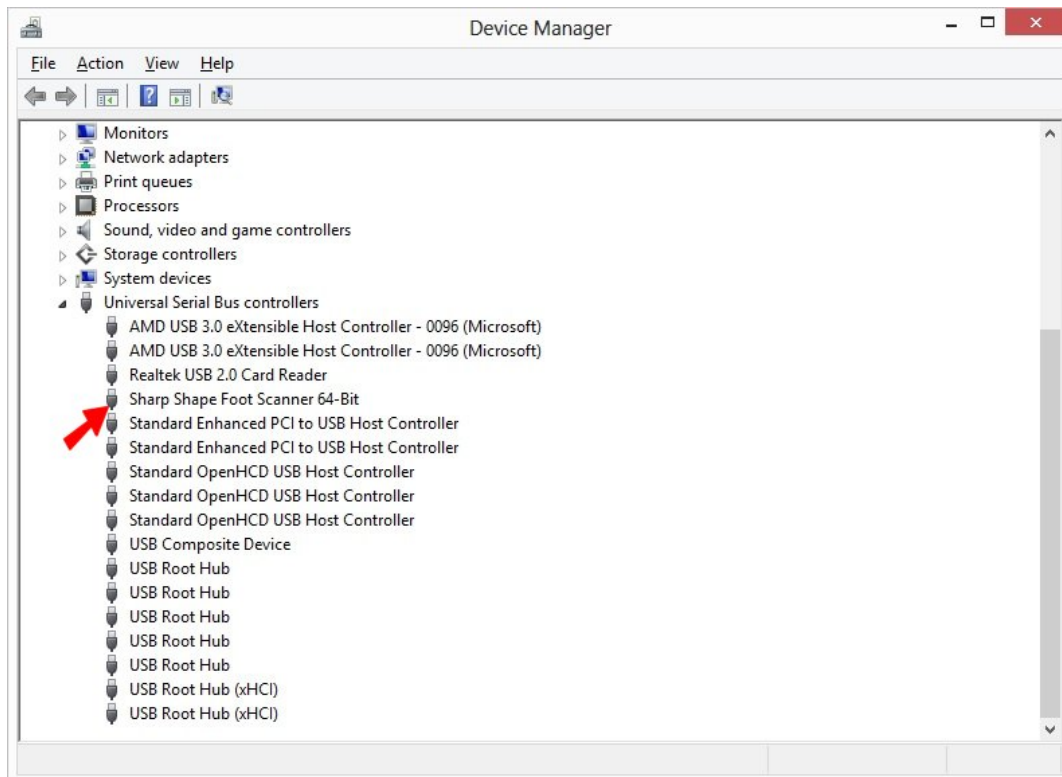 Device Manager
File Action View Help
Monitors
Network adapters
Print queues
Processors
Sound, video and game controllers
Storage controllers
System devices
Universal Serial Bus controllers
AMD USB 3.0 eXtensible Host Controller - 0096 (Microsoft)
AMD USB 3.0 eXtensible Host Controller - 0096 (Microsoft)
Realtek USB 2.0 Card Reader
Sharp Shape Foot Scanner 64-Bit
Standard Enhanced PCI to USB Host Controller
Standard Enhanced PCI to USB Host Controller
Standard OpenHCD USB Host Controller
Standard OpenHCD USB Host Controller
Standard OpenHCD USB Host Controller
USB Composite Device
USB Root Hub
USB Root Hub
USB Root Hub
USB Root Hub
USB Root Hub
USB Root Hub (xHCI)
USB Root Hub (xHCI)